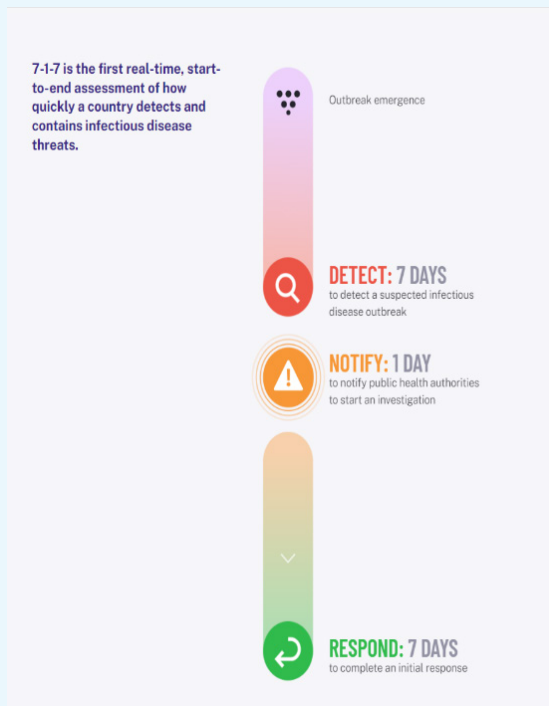 7-1-7 is the first real-time, start-
to-end assessment of how
quickly a country detects and
contains infectious disease
threats.
Outbreak emergence
DETECT: 7 DAYS
to detect a suspected infectious
disease outbreak
NOTIFY: 1 DAY
to notify public health authorities
to start an investigation
RESPOND: 7 DAYS
to complete an initial response